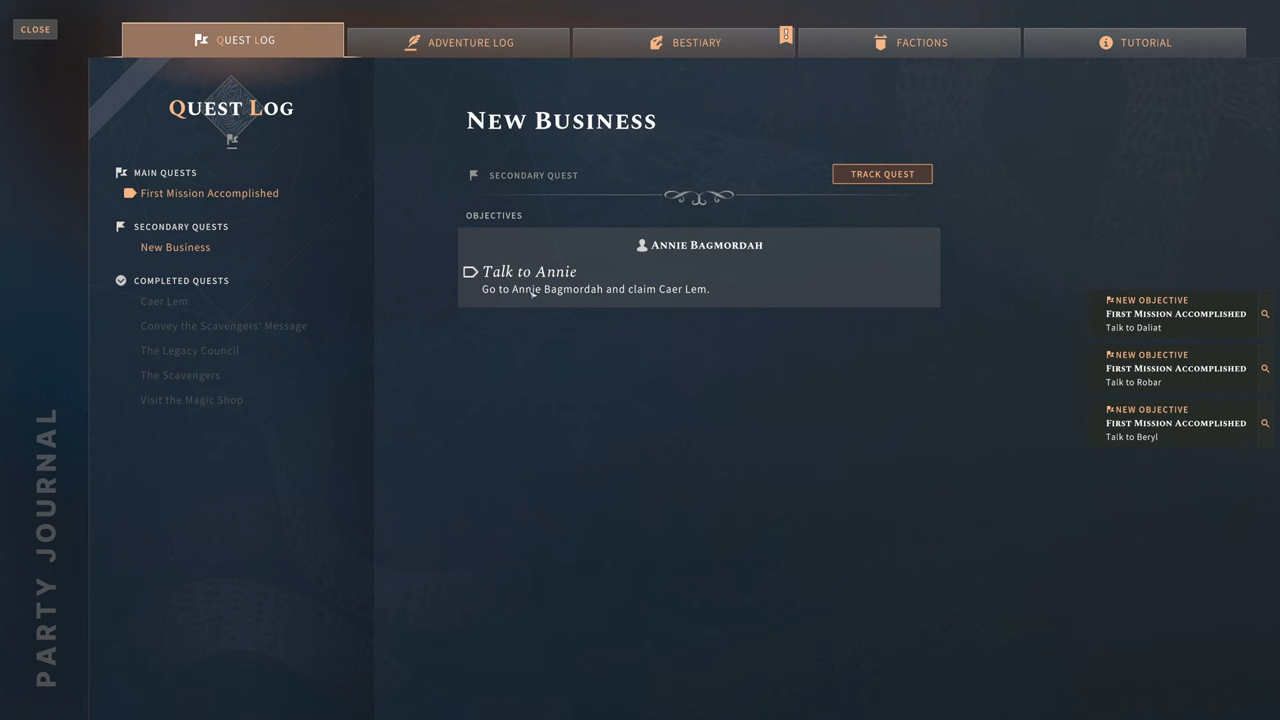 CLOSE
QUEST LOG
ADVENTURE LOG
BESTIARY
FACTIONS
TUTORIAL
QUEST LOG
MAIN QUESTS
First Mission Accomplished
SECONDARY QUESTS
New Business
COMPLETED QUESTS
Caer Lem
Convey the Scavengers' Message
The Legacy Council
The Scavengers
Visit the Magic Shop
PARTY JOURNAL
NEW BUSINESS
SECONDARY QUEST
TRACK QUEST
OBJECTIVES
ANNIE BAGMORDAH
Talk to Annie
Go to Annie Bagmordah and claim Caer Lem.
NEW OBJECTIVE
FIRST MISSION ACCOMPLISHED
Talk to Daliat
NEW OBJECTIVE
FIRST MISSION ACCOMPLISHED
Talk to Robar
NEW OBJECTIVE
FIRST MISSION ACCOMPLISHED
Talk to Beryl